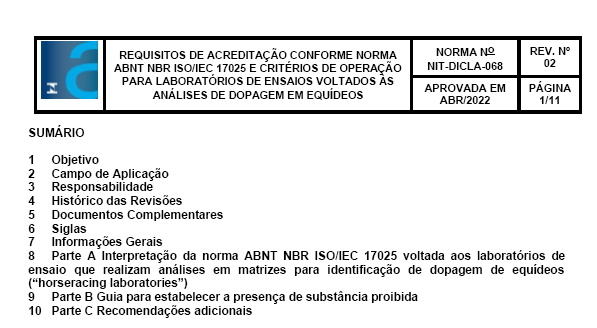 REQUISITOS DE ACREDITAÇÃO CONFORME NORMA
ABNT NBR ISO/IEC 17025 E CRITÉRIOS DE OPERAÇÃO
PARA LABORATÓRIOS DE ENSAIOS VOLTADOS ÀS
ANÁLISES DE DOPAGEM EM EQUÍDEOS
NORMA Nº
NIT-DICLA-068
REV. Nº
02
APROVADA EM
ABR/2022
PÁGINA
1/11
SUMÁRIO
1 Objetivo
2 Campo de Aplicação
3 Responsabilidade
4 Histórico das Revisões
5 Documentos Complementares
6 Siglas
7 Informações Gerais
8 Parte A Interpretação da norma ABNT NBR ISO/IEC 17025 voltada aos laboratórios de
ensaio que realizam análises em matrizes para identificação de dopagem de equídeos
(“horseracing laboratories”)
9 Parte B Guia para estabelecer a presença de substância proibida
10 Parte C Recomendações adicionais